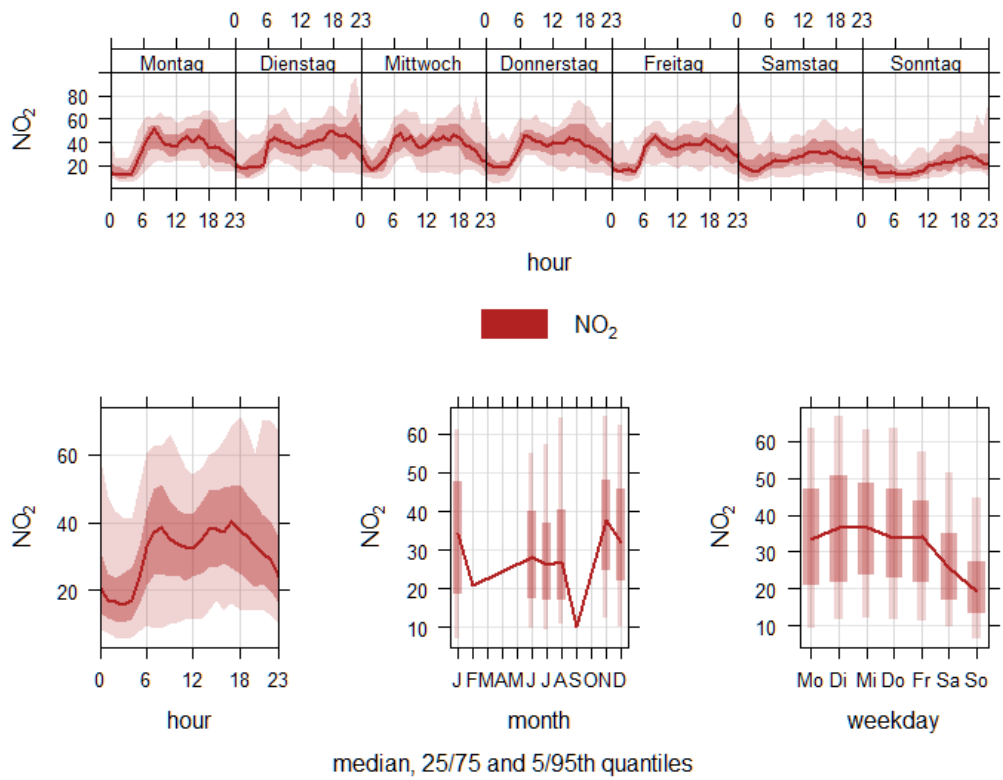 0 6 12 18 23 0 6 12 18 23 0 6 12 18 23
Montag Dienstag Mittwoch Donnerstag Freitag Samstag Sonntag
NO₂
80
60
40
20
0 6 12 18 23 0 6 12 18 23 0 6 12 18 23 0 6 12 18 23
hour
NO₂
NO₂
60
40
20
0 6 12 18 23
hour
NO₂
60
50
40
30
20
10
J F M A M J J A S O N D
month
NO₂
60
50
40
30
20
10
Mo Di Mi Do Fr Sa So
weekday
median, 25/75 and 5/95th quantiles